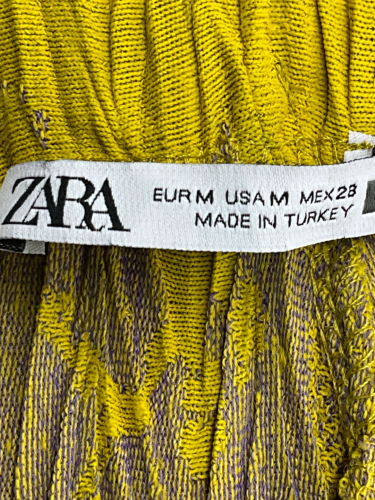 ZARA
EUR M USA M MEX 28
MADE IN TURKEY